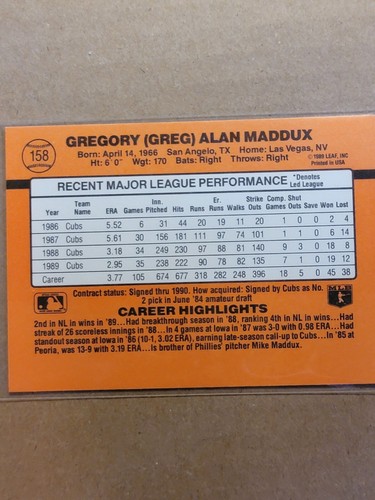 158
GREGORY (GREG) ALAN MADDUX
Born: April 14, 1966 San Angelo, TX Home: Las Vegas, NV
Ht: 6' 0" Wgt: 170 Bats: Right Throws: Right
© 1989 LEAF, INC
Printed in USA
RECENT MAJOR LEAGUE PERFORMANCE *Denotes Led League
Year Team Name ERA Games Inn. Pitched Hits Runs Er. Runs Walks Strike Outs Comp. Games Shut Outs Save Won Lost
1986 Cubs 5.52 6 31 44 20 19 11 20 1 0 0 2 4
1987 Cubs 5.61 30 156 181 111 97 74 101 1 1 0 6 14
1988 Cubs 3.18 34 249 230 97 88 81 140 9 3 0 18 8
1989 Cubs 2.95 35 238 222 90 78 82 135 7 1 0 19 12
Career 3.77 105 674 677 318 282 248 396 18 5 0 45 38
Contract status: Signed thru 1990. How acquired: Signed by Cubs as No.
2 pick in June '84 amateur draft
CAREER HIGHLIGHTS
2nd in NL in wins in '89...Had breakthrough season in '88, ranking 4th in NL in wins...Had
streak of 26 scoreless innings in '88...In 4 games at Iowa in '87 was 3-0 with 0.98 ERA...Had
standout season at Iowa in '86 (10-1, 3.02 ERA), earning late-season call-up to Cubs...In '85 at
Peoria, was 13-9 with 3.19 ERA...Is brother of Phillies' pitcher Mike Maddux.